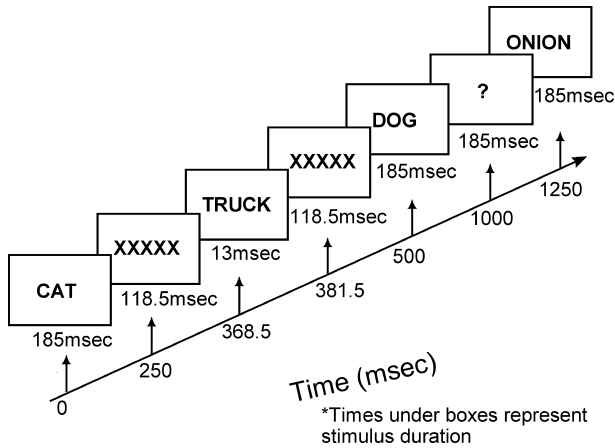 CAT
185msec
XXXXX
118.5msec
TRUCK
13msec
XXXXX
118.5msec
DOG
185msec
?
185msec
ONION
185msec
0
250
368.5
381.5
500
1000
1250
Time (msec)
*Times under boxes represent
stimulus duration